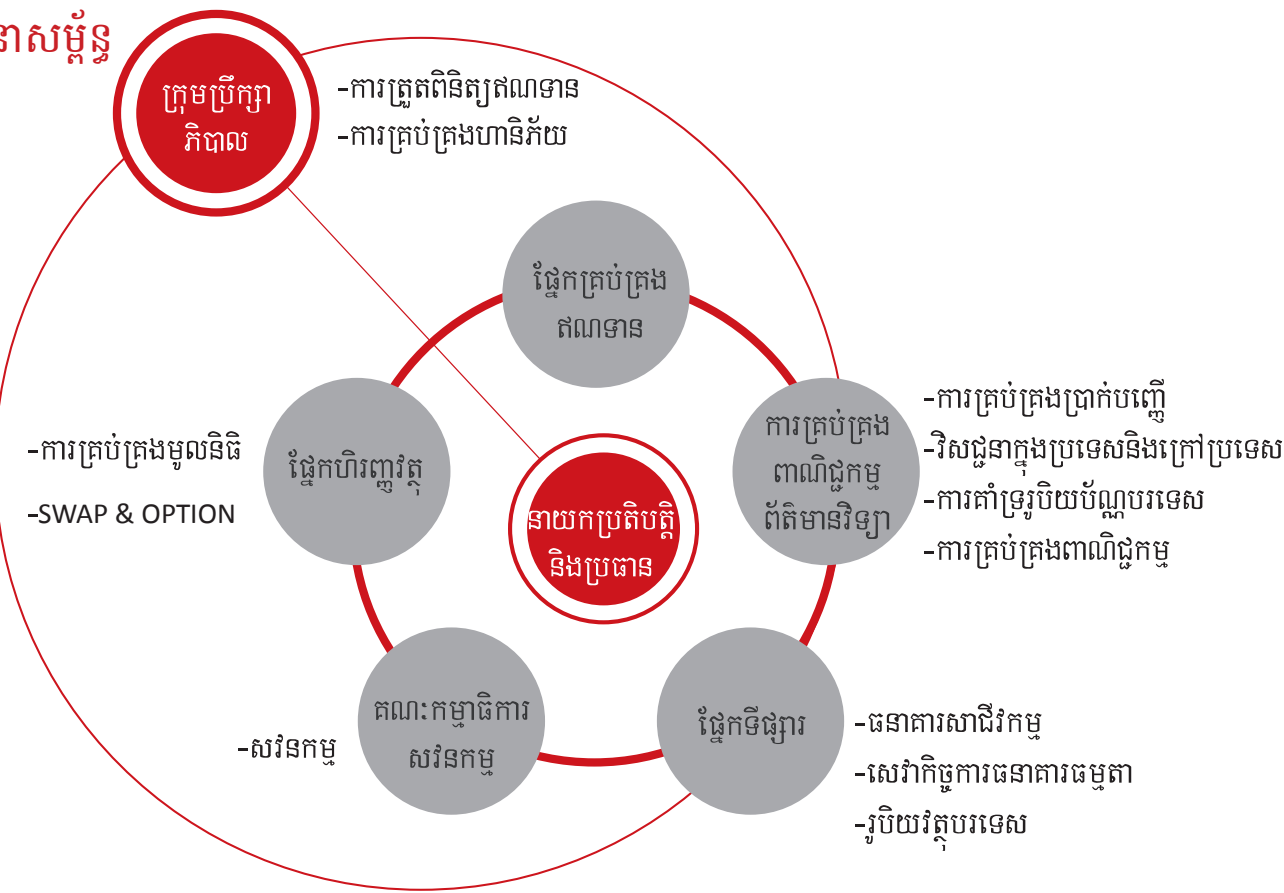 ក្រុមប្រឹក្សា
ភិបាល
-ការត្រួតពិនិត្យឥណទាន
-ការគ្រប់គ្រងហានិភ័យ
ផ្នែកគ្រប់គ្រង
ឥណទាន
ការគ្រប់គ្រង
ពាណិជ្ជកម្ម
ព័ត៌មានវិទ្យា
-ការគ្រប់គ្រងប្រាក់បញ្ញើ
-វិសជ្ជនាក្នុងប្រទេសនិងក្រៅប្រទេស
-ការគាំទ្ររូបិយប័ណ្ណបរទេស
-ការគ្រប់គ្រងពាណិជ្ជកម្ម
-ការគ្រប់គ្រងមូលនិធិ
-SWAP & OPTION
ផ្នែកហិរញ្ញវត្ថុ
នាយកប្រតិបត្តិ
និងប្រធាន
-សវនកម្ម
គណៈកម្មាធិការ
សវនកម្ម
ផ្នែកទីផ្សារ
-ធនាគារសាជីវកម្ម
-សេវាកិច្ចការធនាគារធម្មតា
-រូបិយវត្ថុបរទេស